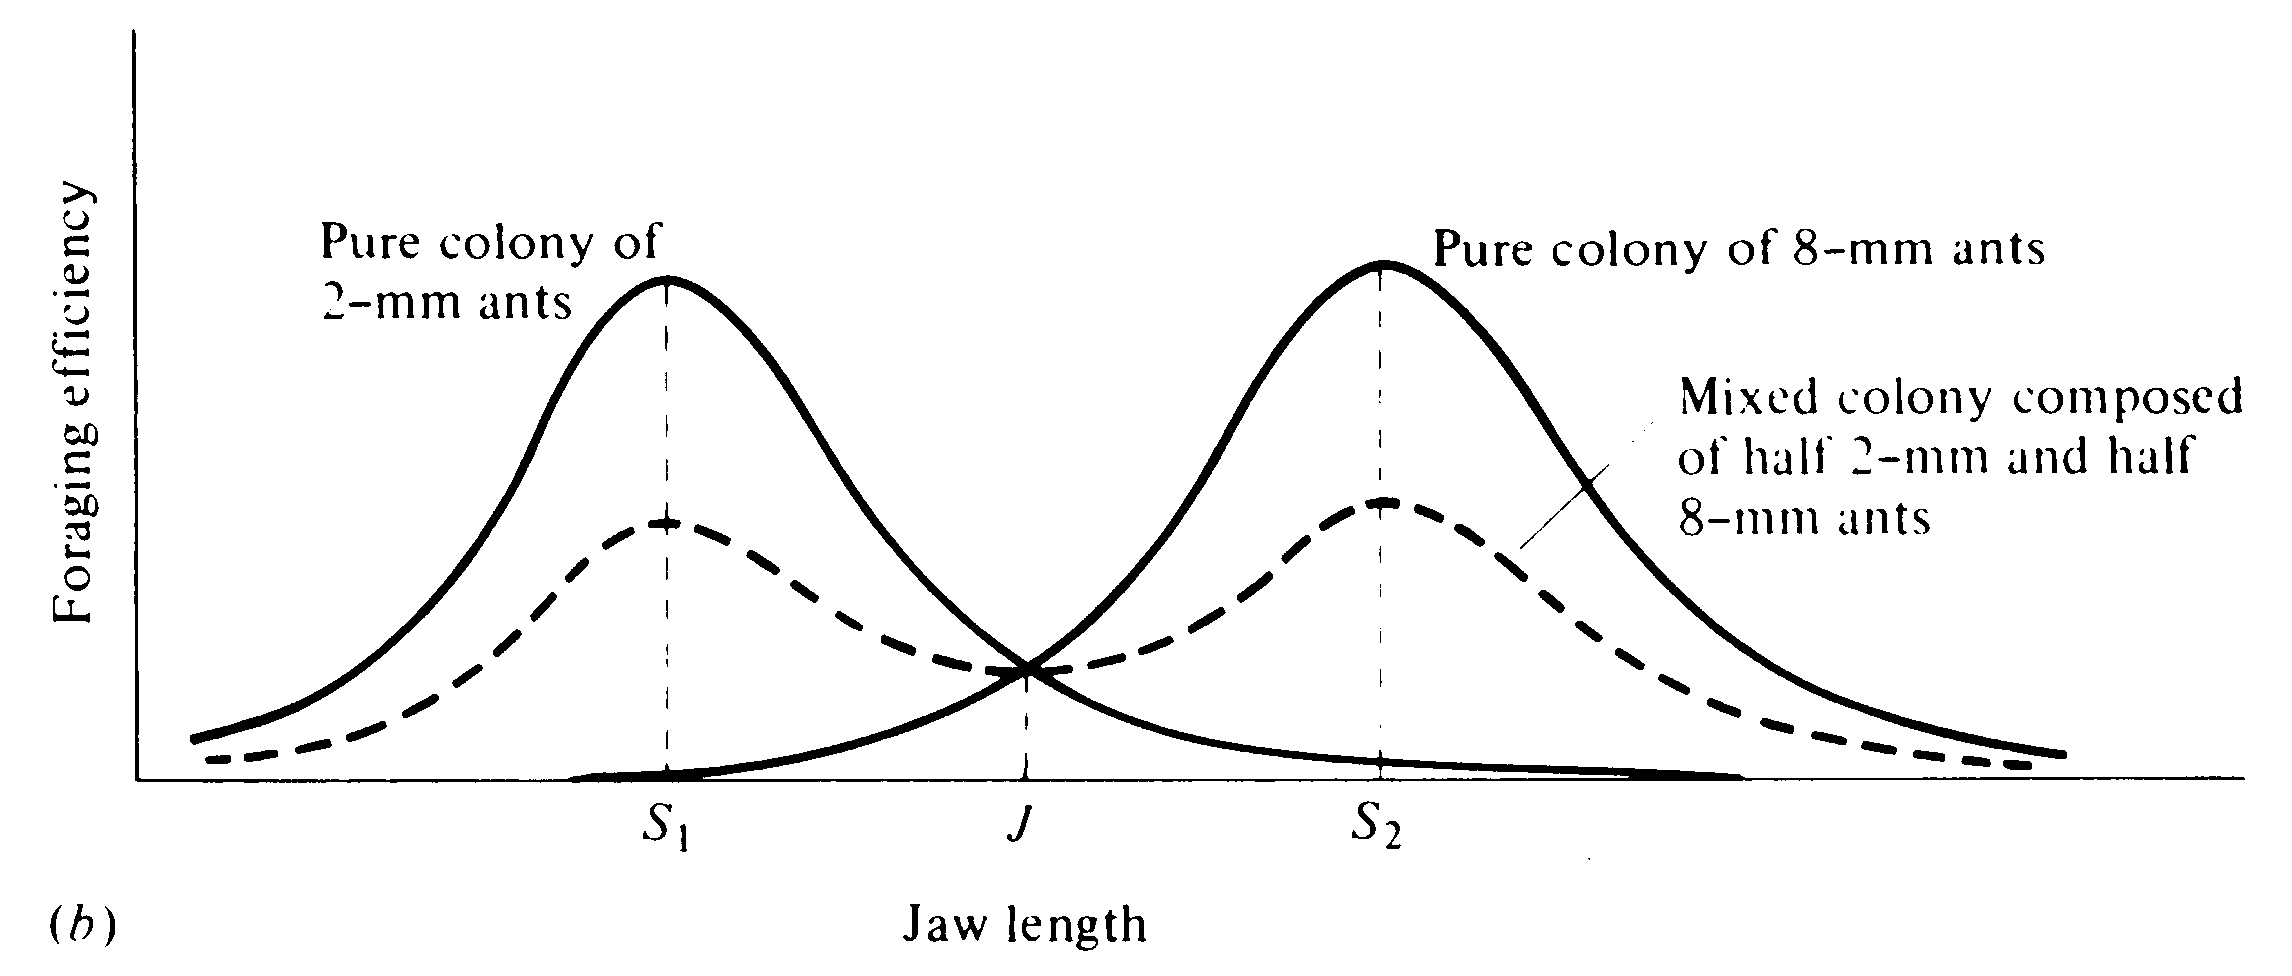 Pure colony of
2-mm ants
Pure colony of 8-mm ants
Mixed colony composed
of half 2-mm and half
8-mm ants
Foraging efficiency
S₁
J
S₂
Jaw length
(b)